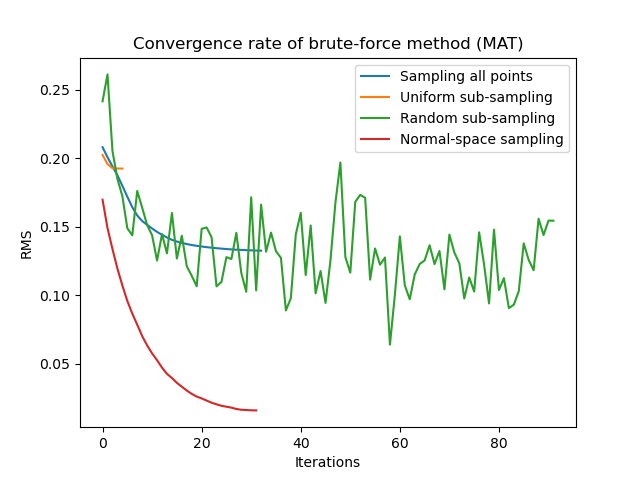 Convergence rate of brute-force method (MAT)
Sampling all points
Uniform sub-sampling
Random sub-sampling
Normal-space sampling
0.25
0.20
0.15
0.10
0.05
RMS
0 20 40 60 80
Iterations